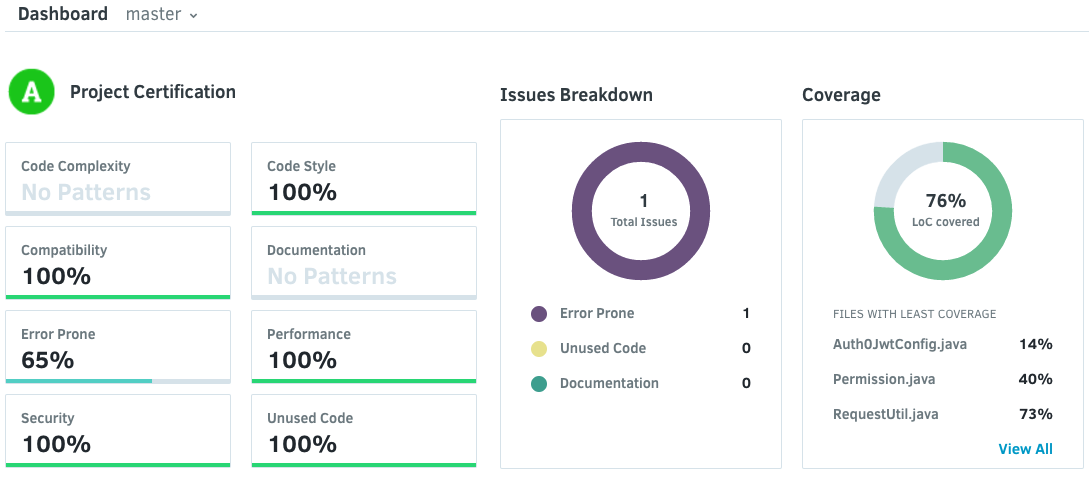 Dashboard master
A Project Certification
Code Complexity
No Patterns
Code Style
100%
Compatibility
100%
Documentation
No Patterns
Error Prone
65%
Performance
100%
Security
100%
Unused Code
100%
Issues Breakdown
1
Total Issues
Error Prone 1
Unused Code 0
Documentation 0
Coverage
76%
LoC covered
FILES WITH LEAST COVERAGE
Auth0JwtConfig.java 14%
Permission.java 40%
RequestUtil.java 73%
View All